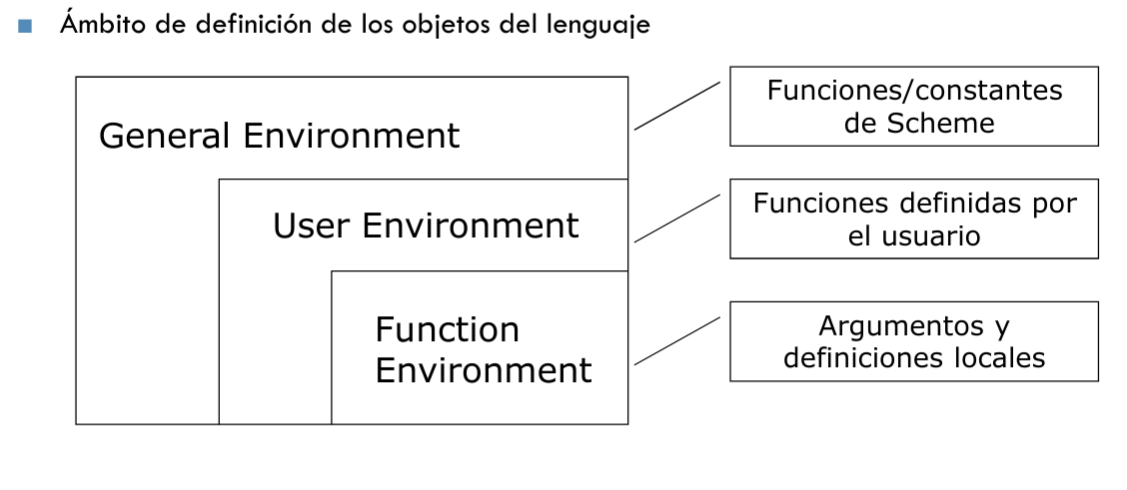 Ámbito de definición de los objetos del lenguaje
General Environment
Funciones/constantes
de Scheme
User Environment
Funciones definidas por
el usuario
Function
Environment
Argumentos y
definiciones locales